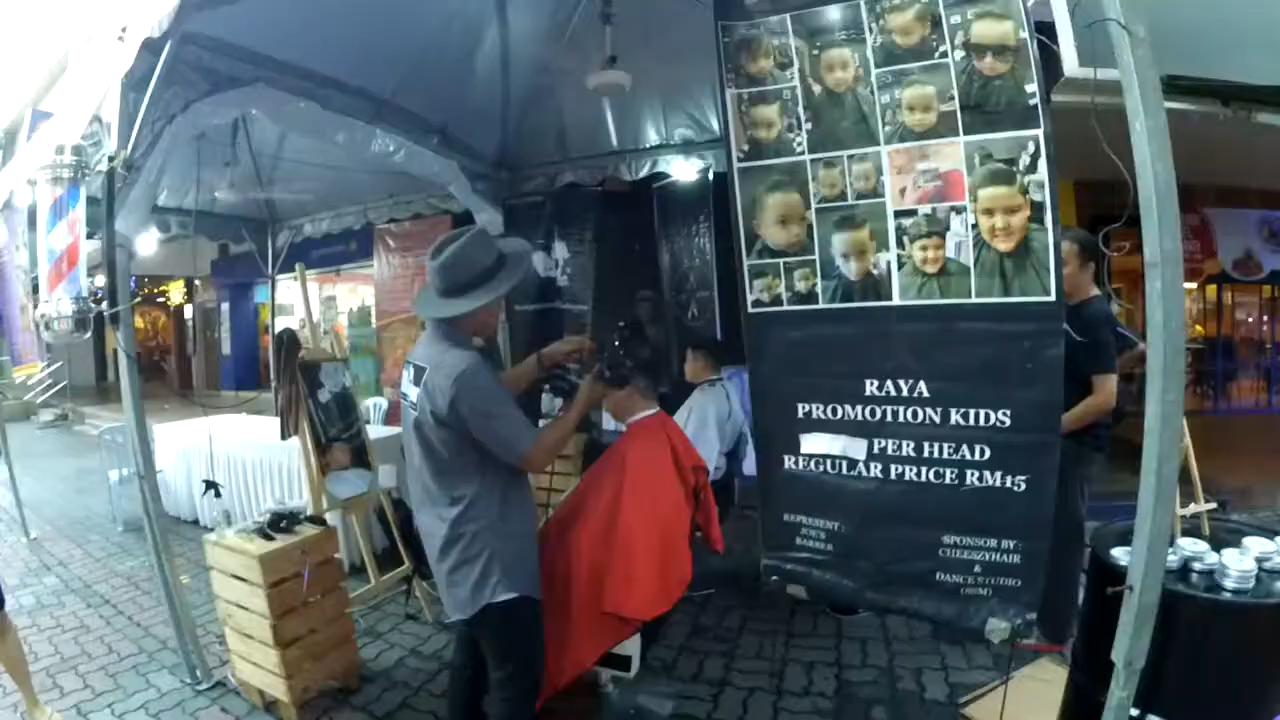 RAYA
PROMOTION KIDS
PER HEAD
REGULAR PRICE RM15
REPRESENT :
JOE'S
BARBER
SPONSOR BY :
CHEESZYHAIR
&
DANCE STUDIO